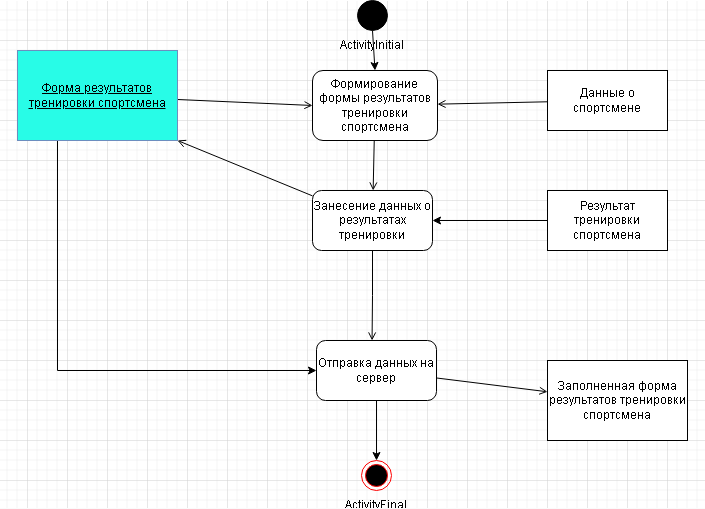 ActivityInitial
Форма результатов
тренировки спортсмена
Формирование
формы результатов
тренировки
спортсмена
Данные о
спортсмене
Занесение данных о
результатах
тренировки
Результат
тренировки
спортсмена
Отправка данных на
сервер
Заполненная форма
результатов тренировки
спортсмена
ActivityFinal